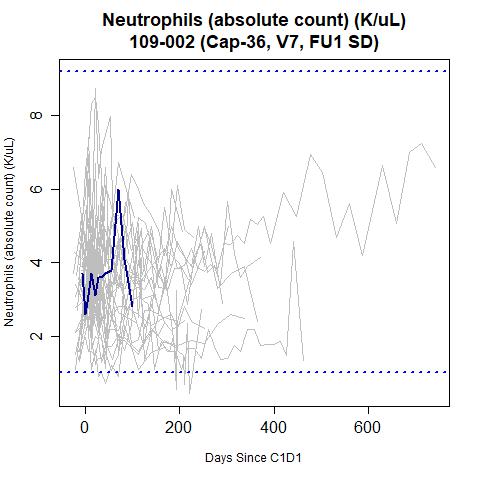 Neutrophils (absolute count) (K/uL)
109-002 (Cap-36, V7, FU1 SD)
Neutrophils (absolute count) (K/uL)
8
6
4
2
0 200 400 600
Days Since C1D1